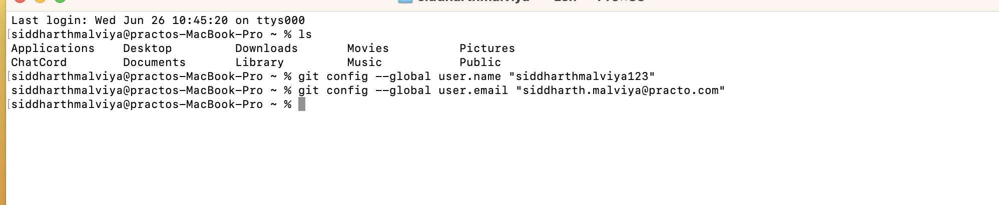 Last login: Wed Jun 26 10:45:20 on ttys000
[siddharthmalviya@practos-MacBook-Pro ~ % ls
Applications    Desktop         Downloads       Movies          Pictures
ChatCord        Documents       Library         Music           Public
[siddharthmalviya@practos-MacBook-Pro ~ % git config --global user.name "siddharthmalviya123"
siddharthmalviya@practos-MacBook-Pro ~ % git config --global user.email "siddharth.malviya@practo.com"
[siddharthmalviya@practos-MacBook-Pro ~ %